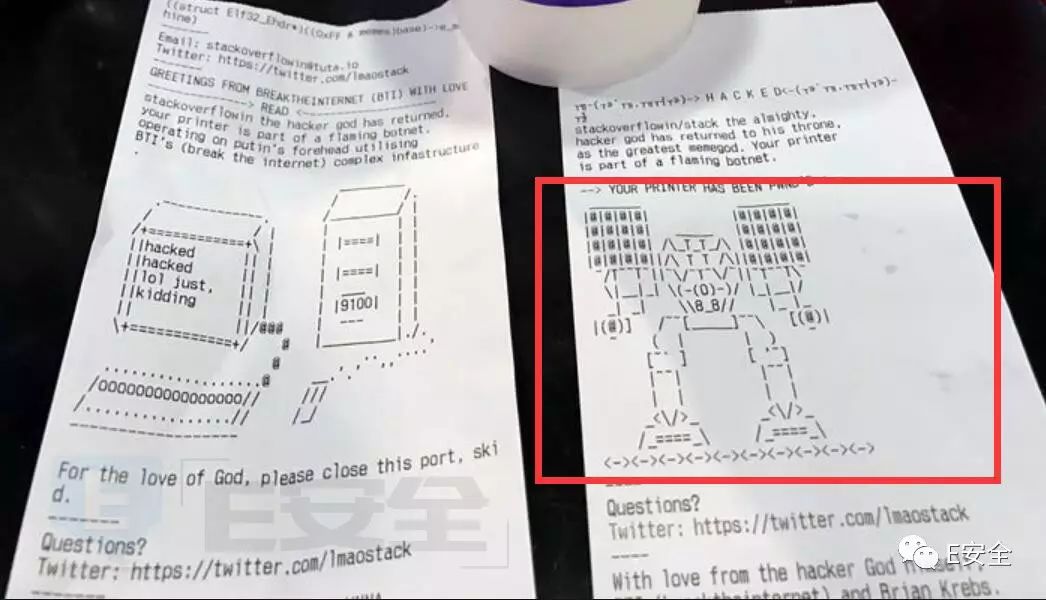 ((struct Elf32_Ehdr*)((0xFF & memes)base)->e_m
hine)
-------
Email: stackoverflowin@tuta.io
Twitter: https://twitter.com/lmaostack
-------
GREETINGS FROM BREAKTHEINTERNET (BTI) WITH LOVE
--------------> READ <------------------
stackoverflowin the hacker god has returned,
your printer is part of a flaming botnet.
operating on putin's forehead utilising
BTI's (break the internet) complex infastructure
.
||hacked
||hacked
||lol just,
||kidding
|====|
|====|
|9100|
For the love of God, please close this port, ski
d.
-------
Questions?
Twitter: https://twitter.com/lmaostack
-> H A C K E D<-
stackoverflowin/stack the almighty,
hacker god has returned to his throne,
as the greatest memegod. Your printer
is part of a flaming botnet.
--> YOUR PRINTER HAS BEEN PWND
Questions?
Twitter: https://twitter.com/lmaostack
-----
With love from the hacker God
and Brian Krebs.
E安全
E安全